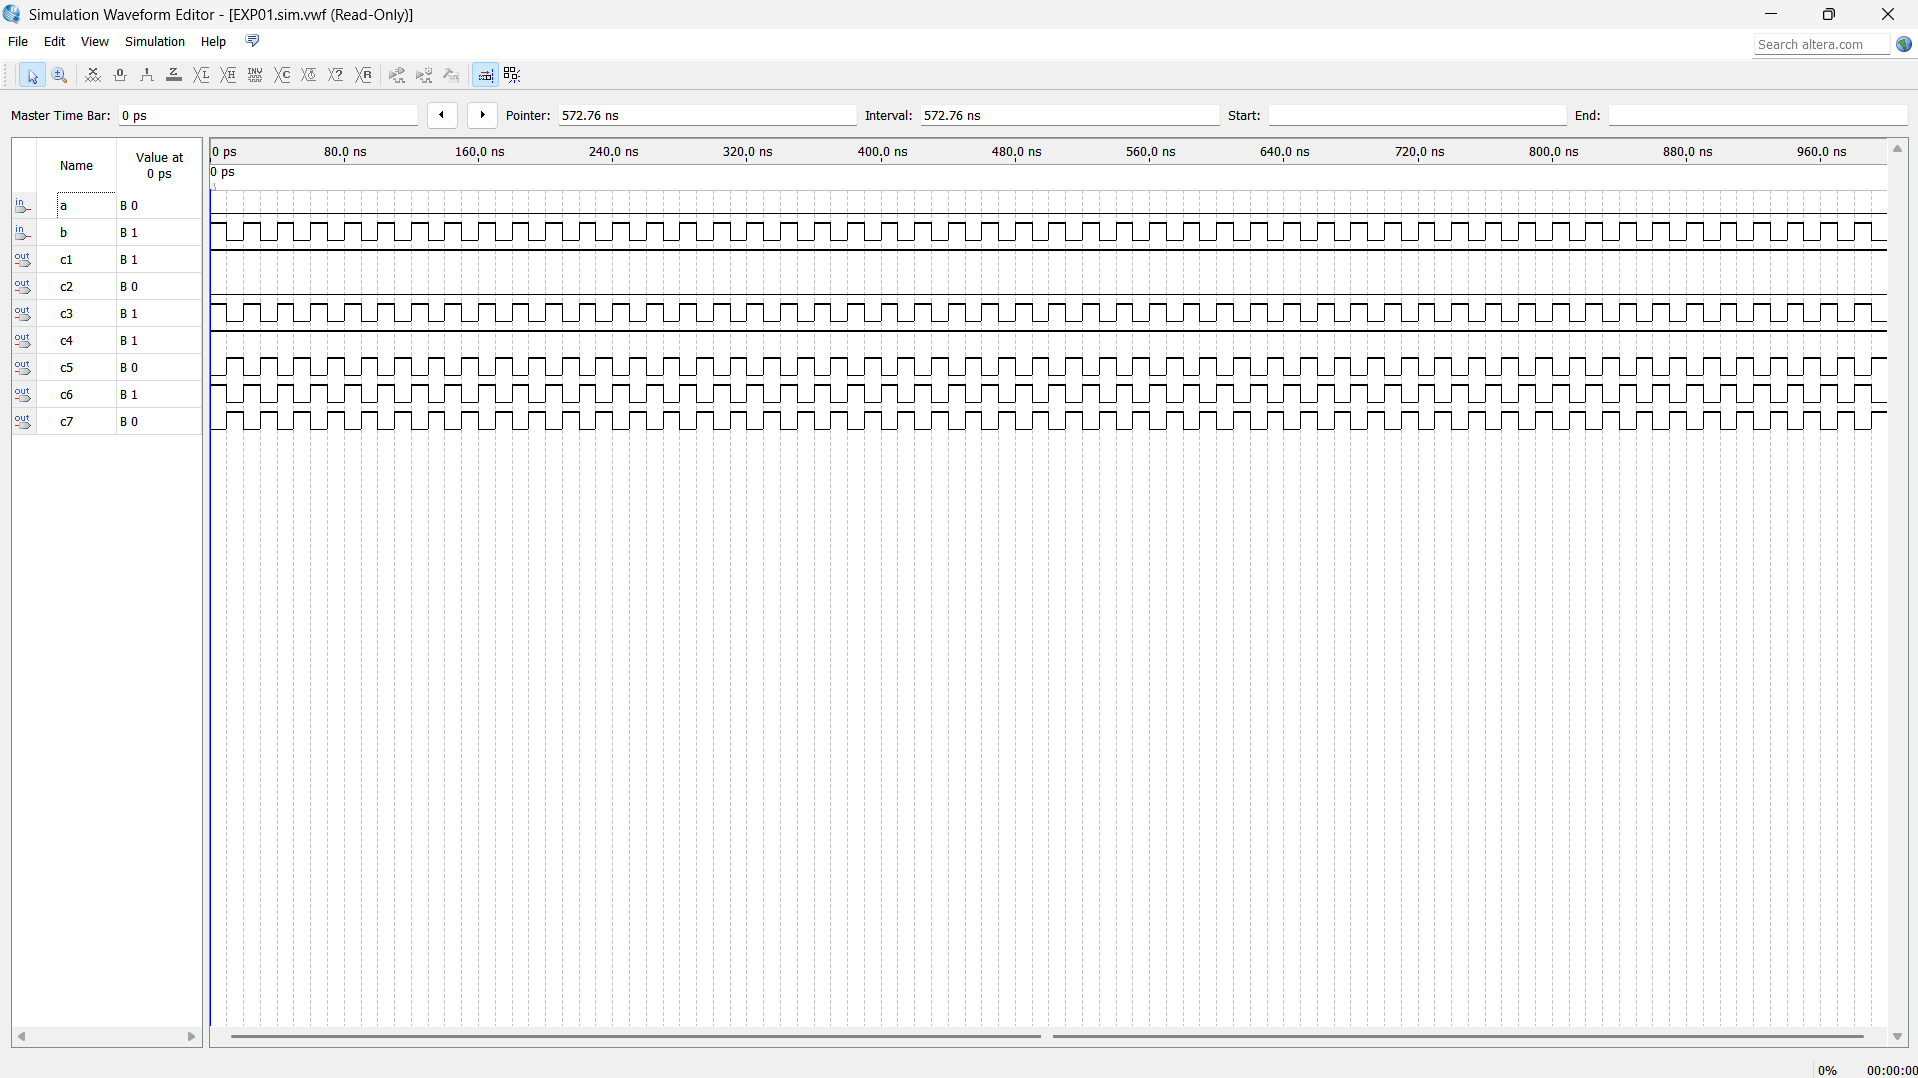 Simulation Waveform Editor - [EXP01.sim.vwf (Read-Only)]
File Edit View Simulation Help
Search altera.com
Master Time Bar: 0 ps Pointer: 572.76 ns Interval: 572.76 ns Start: End:
Name Value at 0 ps
0 ps 80.0 ns 160.0 ns 240.0 ns 320.0 ns 400.0 ns 480.0 ns 560.0 ns 640.0 ns 720.0 ns 800.0 ns 880.0 ns 960.0 ns
0 ps
in a B 0
in b B 1
out c1 B 1
out c2 B 0
out c3 B 1
out c4 B 1
out c5 B 0
out c6 B 1
out c7 B 0
0% 00:00:00